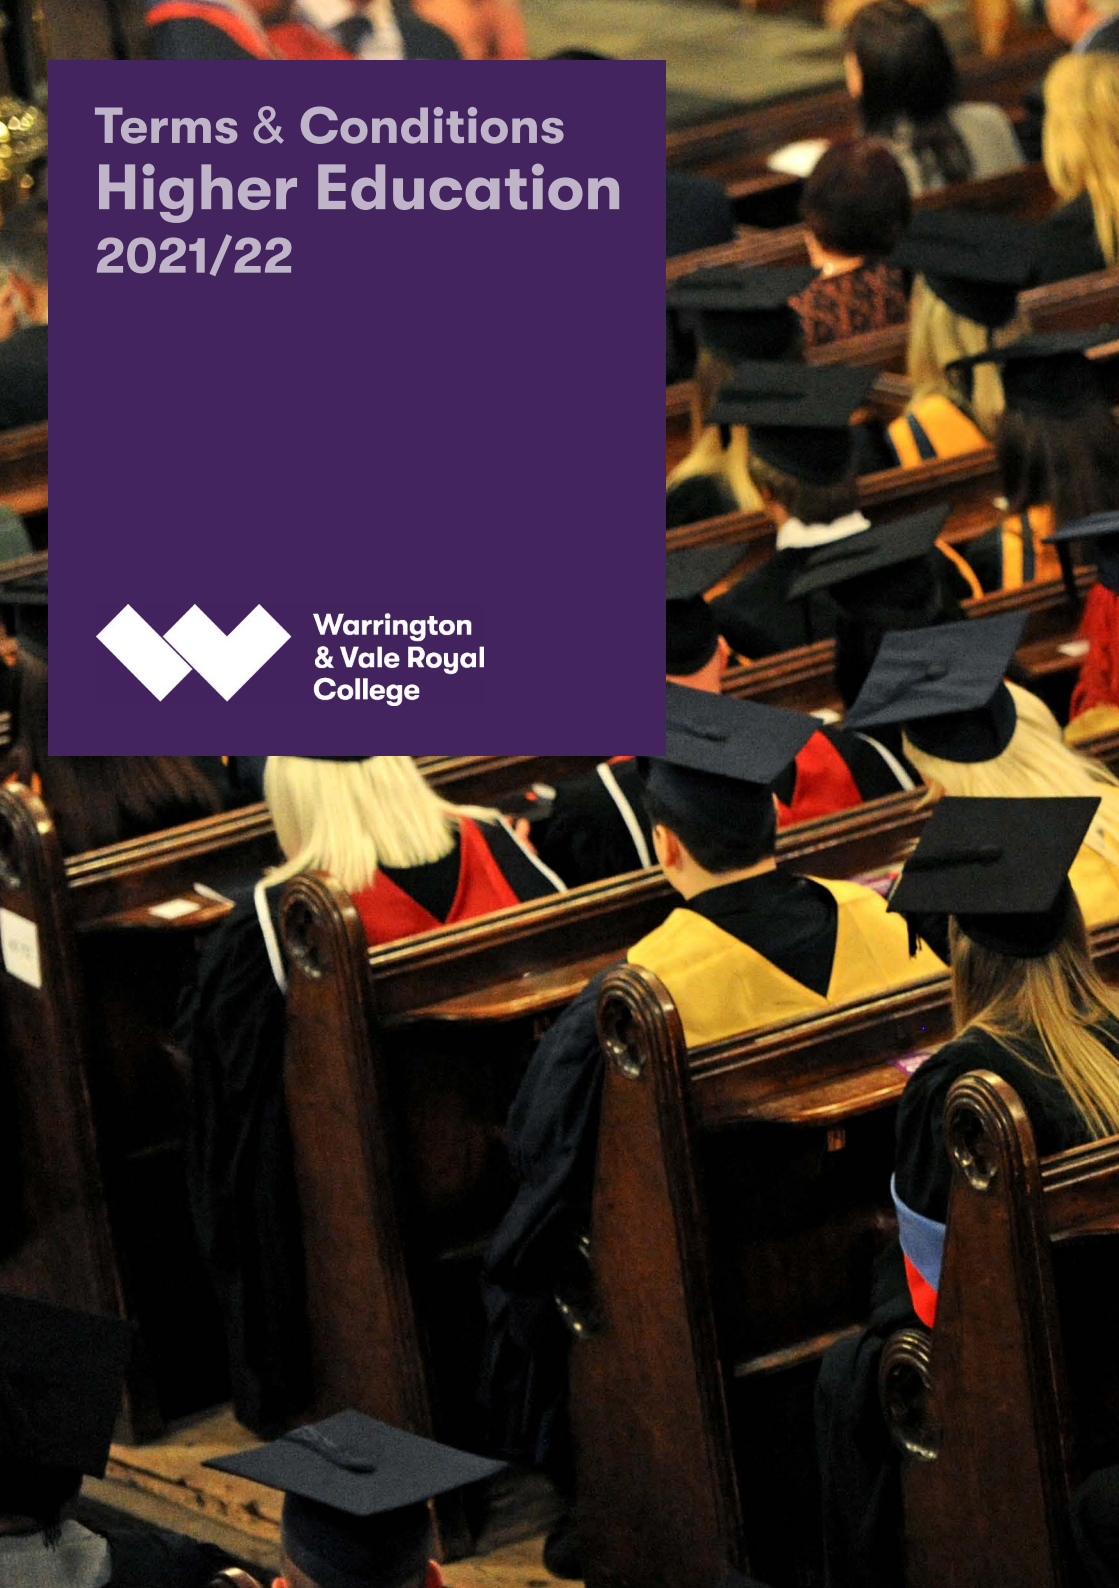 Terms & Conditions
Higher Education
2021/22
Warrington
& Vale Royal
College